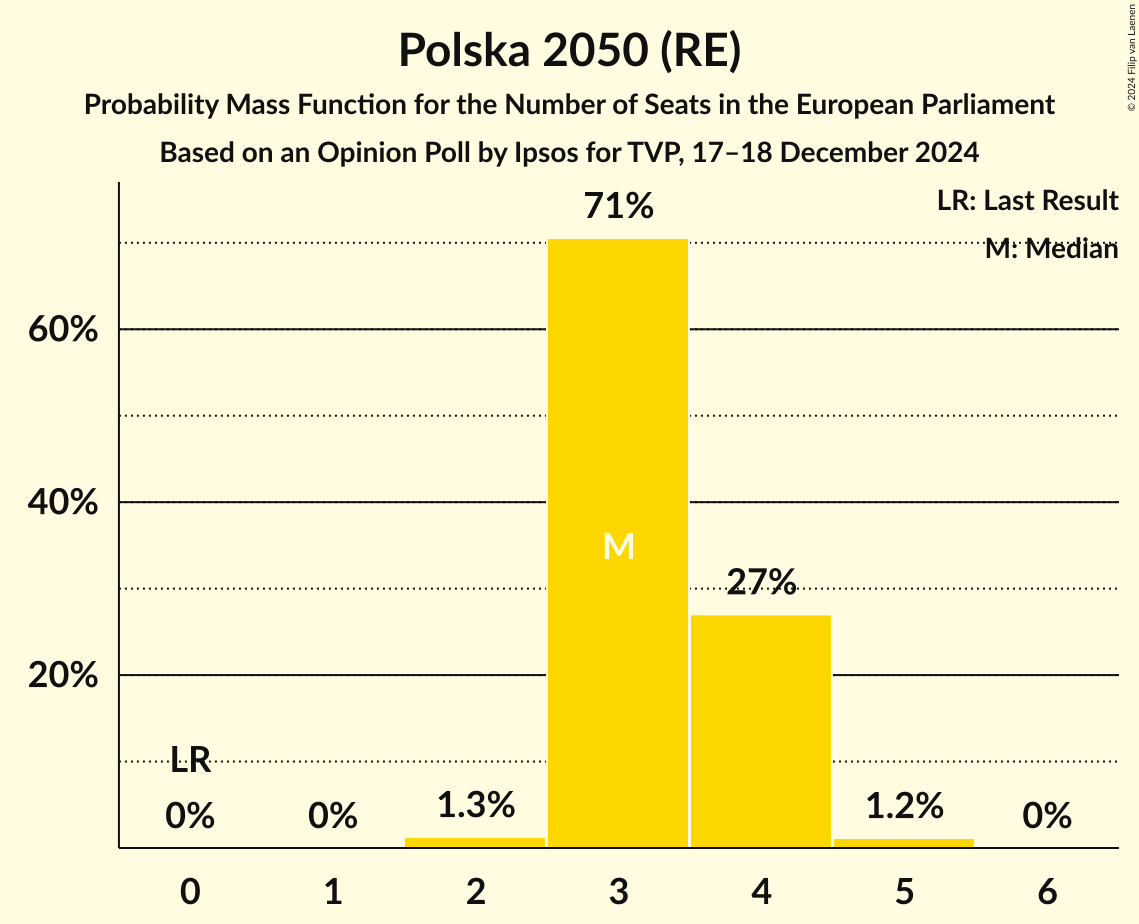 Polska 2050 (RE)
Probability Mass Function for the Number of Seats in the European Parliament
Based on an Opinion Poll by Ipsos for TVP, 17–18 December 2024
© 2024 Filip van Laenen
LR: Last Result
M: Median
71%
60%
40%
M
27%
20%
LR
0%
0%
1.3%
1.2%
0%
0 1 2 3 4 5 6